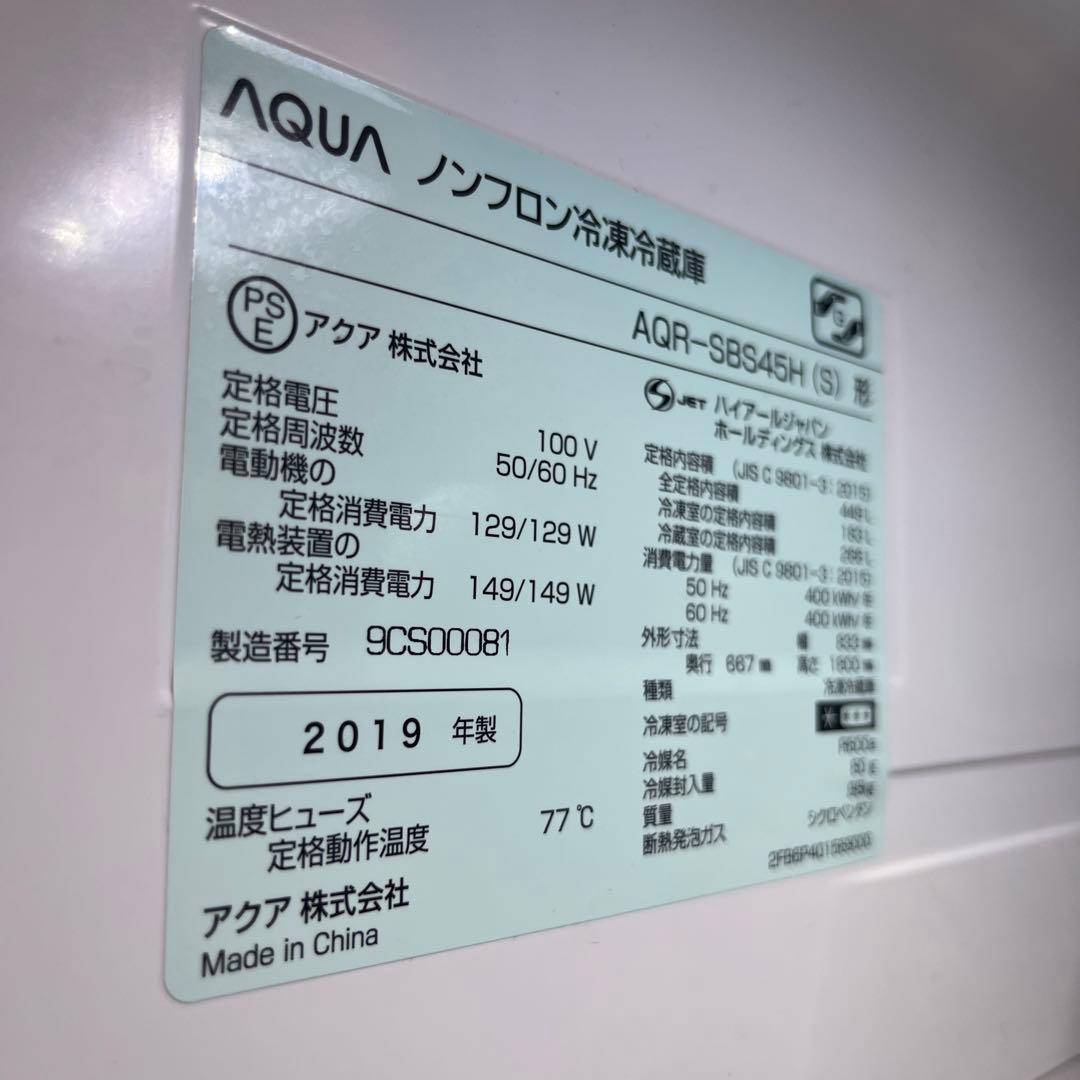 AQUA ノンフロン冷凍冷蔵庫
AQR-SBS45H (S) 形
PS
E
アクア 株式会社
定格電圧 100 V
定格周波数 50/60 Hz
電動機の
定格消費電力 129/129 W
電熱装置の
定格消費電力 149/149 W
製造番号 9CS00081
2019 年製
温度ヒューズ
定格動作温度 77 ℃
アクア 株式会社
Made in China
S JET ハイアールジャパン
ホールディングス 株式会社
定格内容積 (JIS C 9801-3:2015)
全定格内容積 449 L
冷凍室の定格内容積 183 L
冷蔵室の定格内容積 266 L
消費電力量 (JIS C 9801-3:2015)
50 Hz 400 kWh/年
60 Hz 400 kWh/年
外形寸法 幅 833 mm
奥行 667 mm 高さ 1800 mm
種類 冷凍冷蔵庫
冷凍室の記号
冷媒名 R600a
冷媒封入量
質量
断熱発泡ガス シクロペンタン